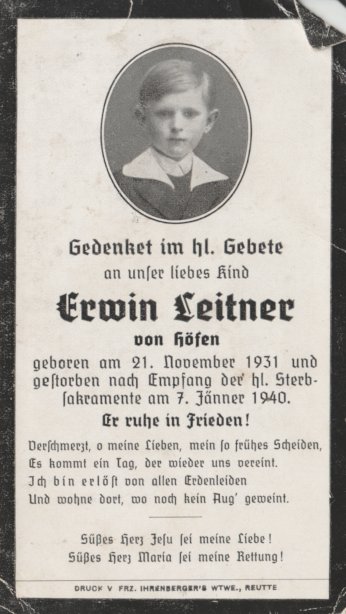 Gedenket im hl. Gebete
an unser liebes Kind
Erwin Leitner
von Höfen
geboren am 21. November 1931 und
gestorben nach Empfang der hl. Sterb-
sakramente am 7. Jänner 1940.
Er ruhe in Frieden!
Verschmerzt, o meine Lieben, mein so frühes Scheiden,
Es kommt ein Tag, der wieder uns vereint.
Ich bin erlöst von allen Erdenleiden
Und wohne dort, wo noch kein Aug' geweint.
Süßes Herz Jesu sei meine Liebe!
Süßes Herz Maria sei meine Rettung!
DRUCK V FRZ. IHRENBERGER'S WTWE., REUTTE